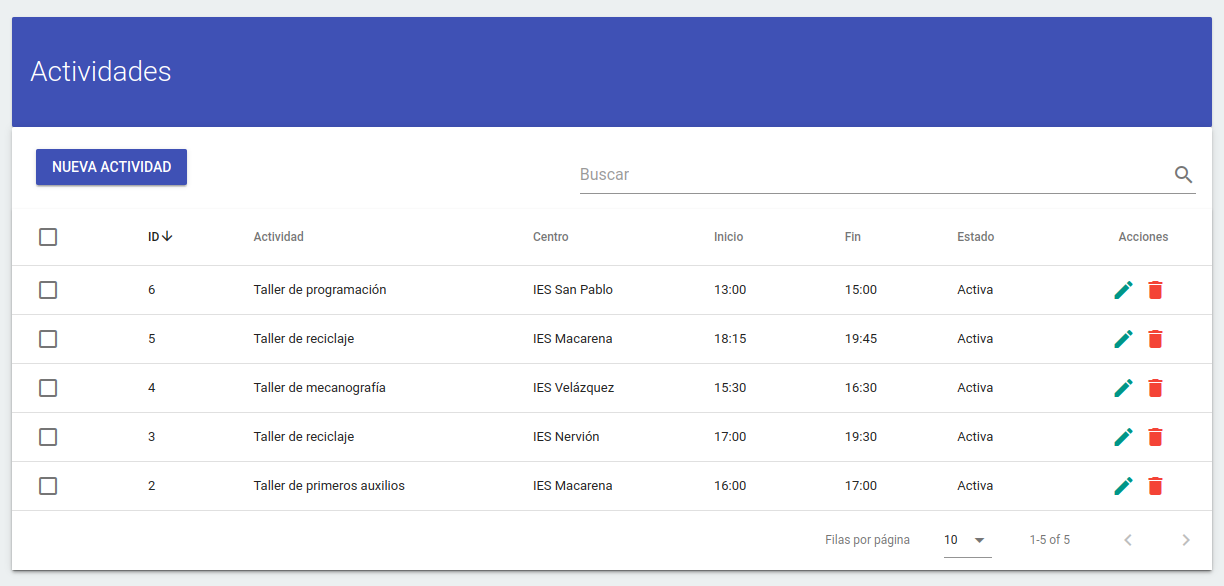 Actividades
NUEVA ACTIVIDAD
Buscar
ID Actividad Centro Inicio Fin Estado Acciones
6 Taller de programación IES San Pablo 13:00 15:00 Activa
5 Taller de reciclaje IES Macarena 18:15 19:45 Activa
4 Taller de mecanografía IES Velázquez 15:30 16:30 Activa
3 Taller de reciclaje IES Nervión 17:00 19:30 Activa
2 Taller de primeros auxilios IES Macarena 16:00 17:00 Activa
Filas por página 10 1-5 of 5